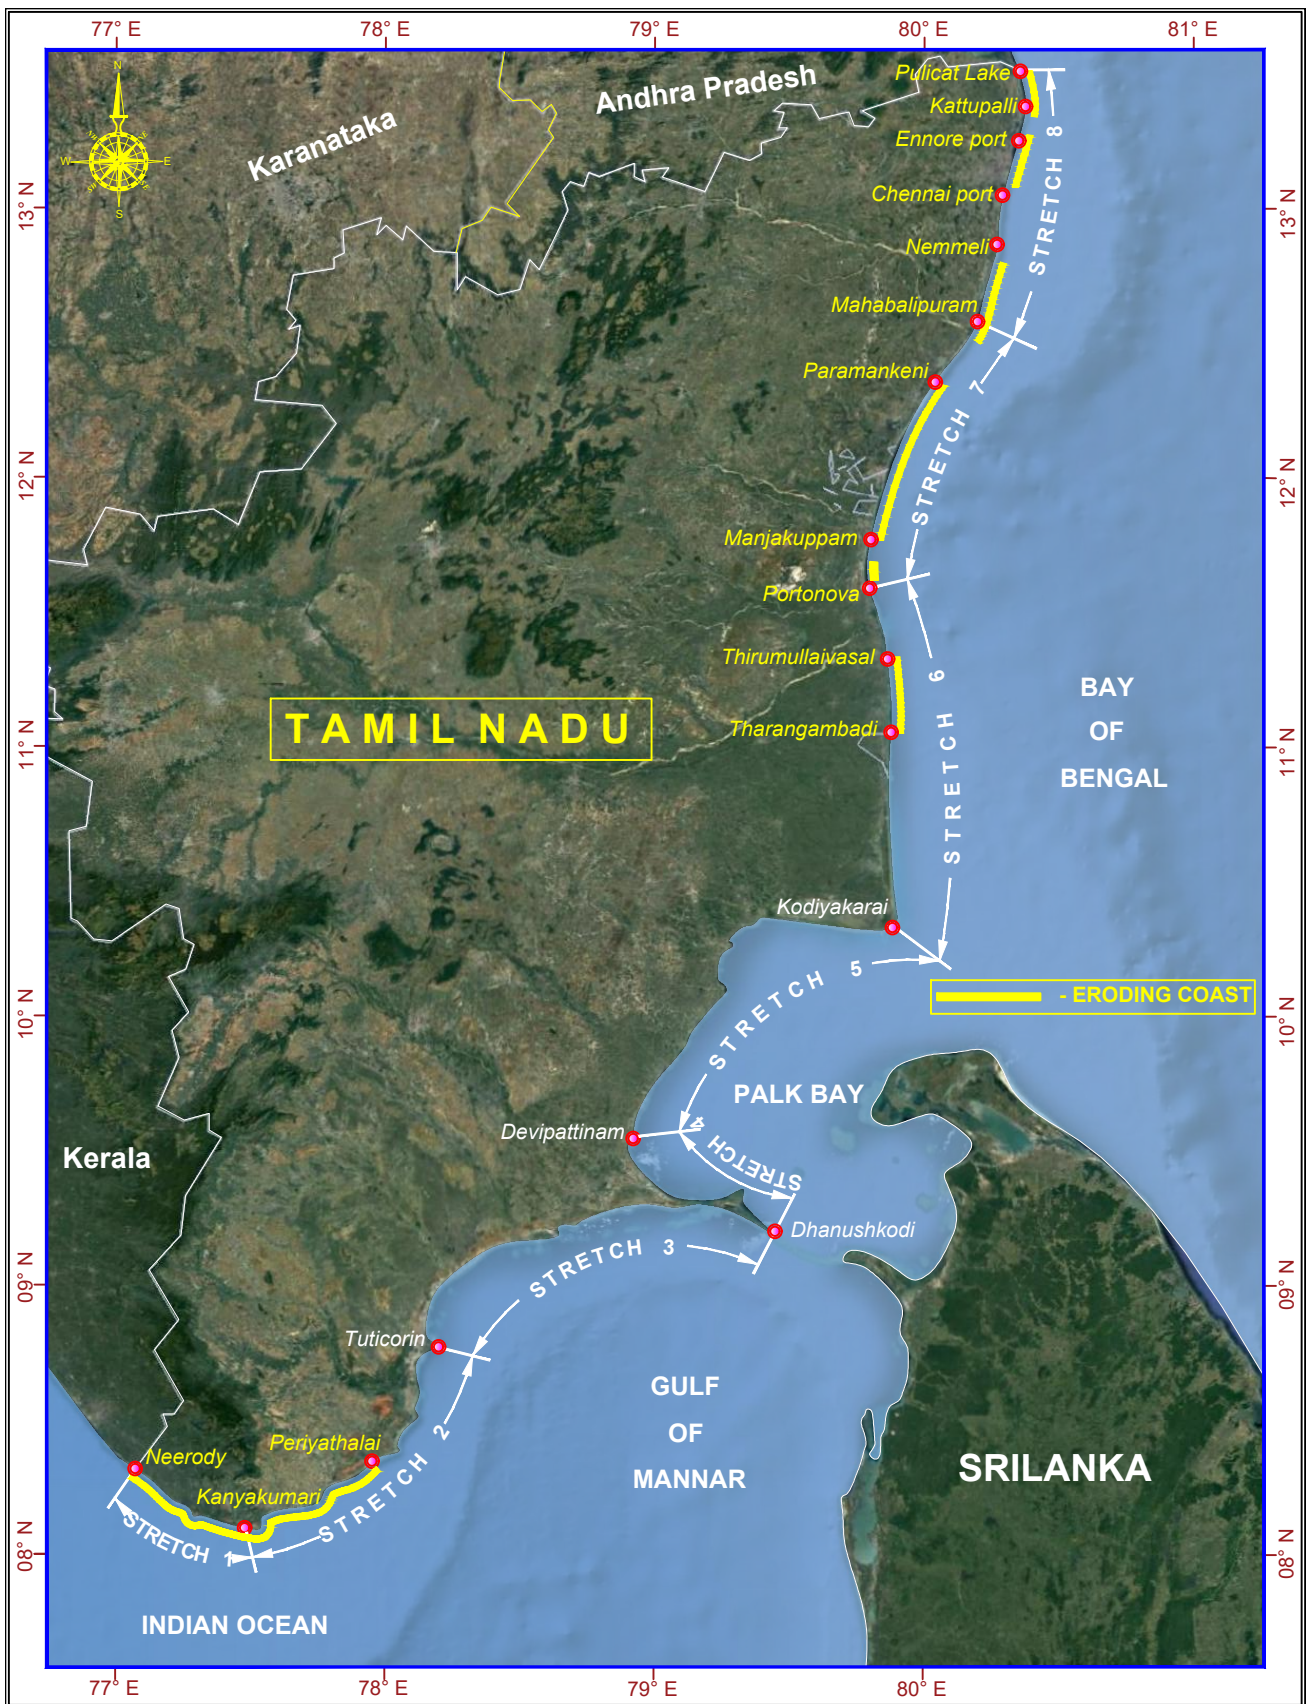 77° E
78° E
79° E
80° E
81° E
N
NE
E
SE
S
W
Karanataka
Andhra Pradesh
Pulicat Lake
Kattupalli
Ennore port
Chennai port
Nemmeli
Mahabalipuram
STRETCH 8
13° N
13° N
Paramankeni
STRETCH 7
12° N
12° N
Manjakuppam
Portonova
Thirumullaivasal
Tharangambadi
STRETCH 6
TAMIL NADU
BAY
OF
BENGAL
11° N
11° N
Kodiyakarai
STRETCH 5
- ERODING COAST
10° N
10° N
PALK BAY
Devipattinam
STRETCH 4
Kerala
Dhanushkodi
STRETCH 3
09° N
09° N
Tuticorin
GULF
OF
MANNAR
STRETCH 2
Periyathalai
Neerody
Kanyakumari
STRETCH 1
SRILANKA
08° N
08° N
INDIAN OCEAN
77° E
78° E
79° E
80° E